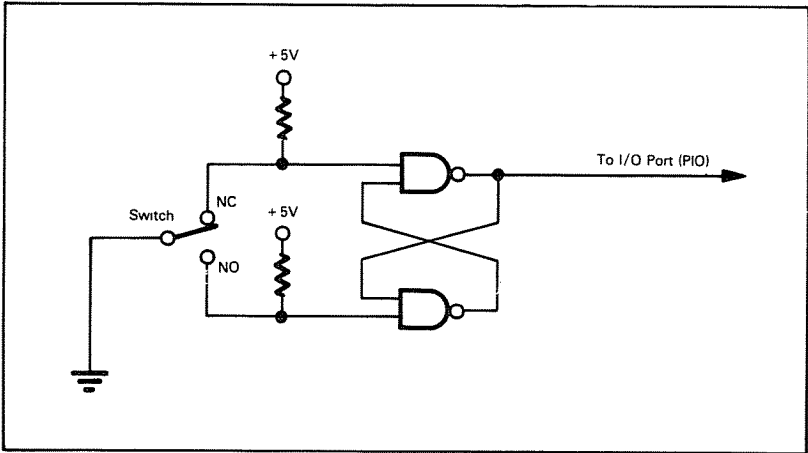 +5V
To I/O Port (PIO)
NC
Switch
+5V
NO